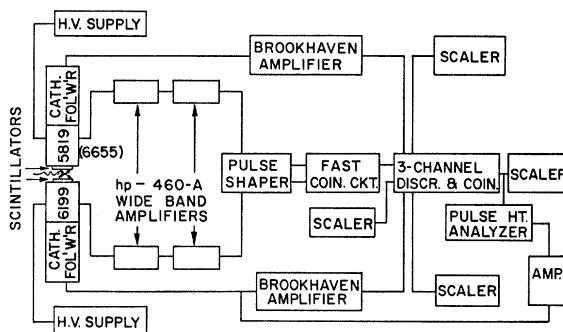 H.V. SUPPLY
BROOKHAVEN
AMPLIFIER
SCALER
CATH.
FOL'W'R
5819
(6655)
SCINTILLATORS
hp-460-A
WIDE BAND
AMPLIFIERS
PULSE
SHAPER
FAST
COIN. CKT.
3-CHANNEL
DISCR. & COIN.
SCALER
SCALER
PULSE HT.
ANALYZER
6199
CATH.
FOL'W'R
AMP.
BROOKHAVEN
AMPLIFIER
SCALER
H.V. SUPPLY